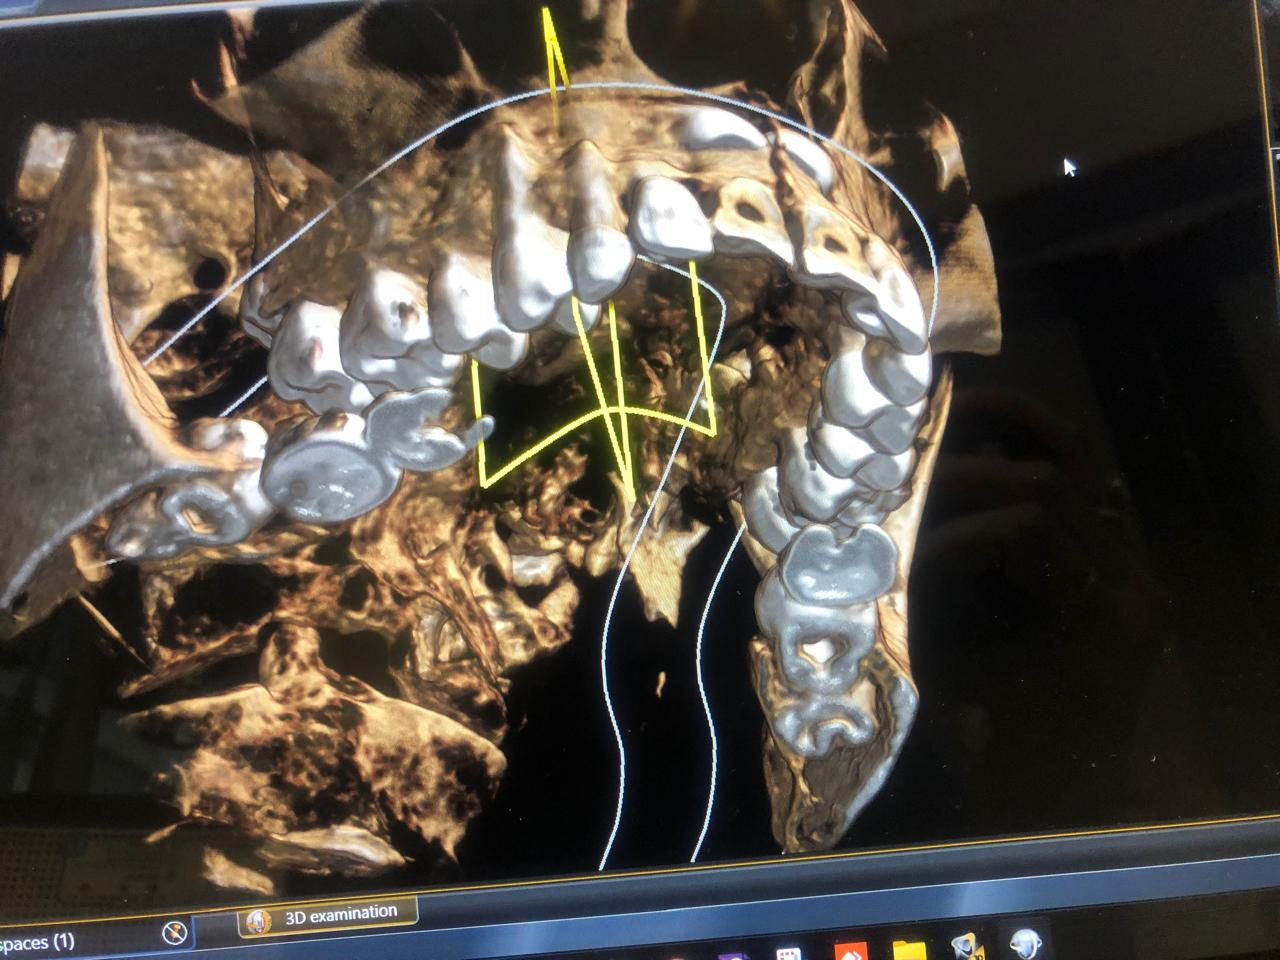 spaces (1)
3D examination